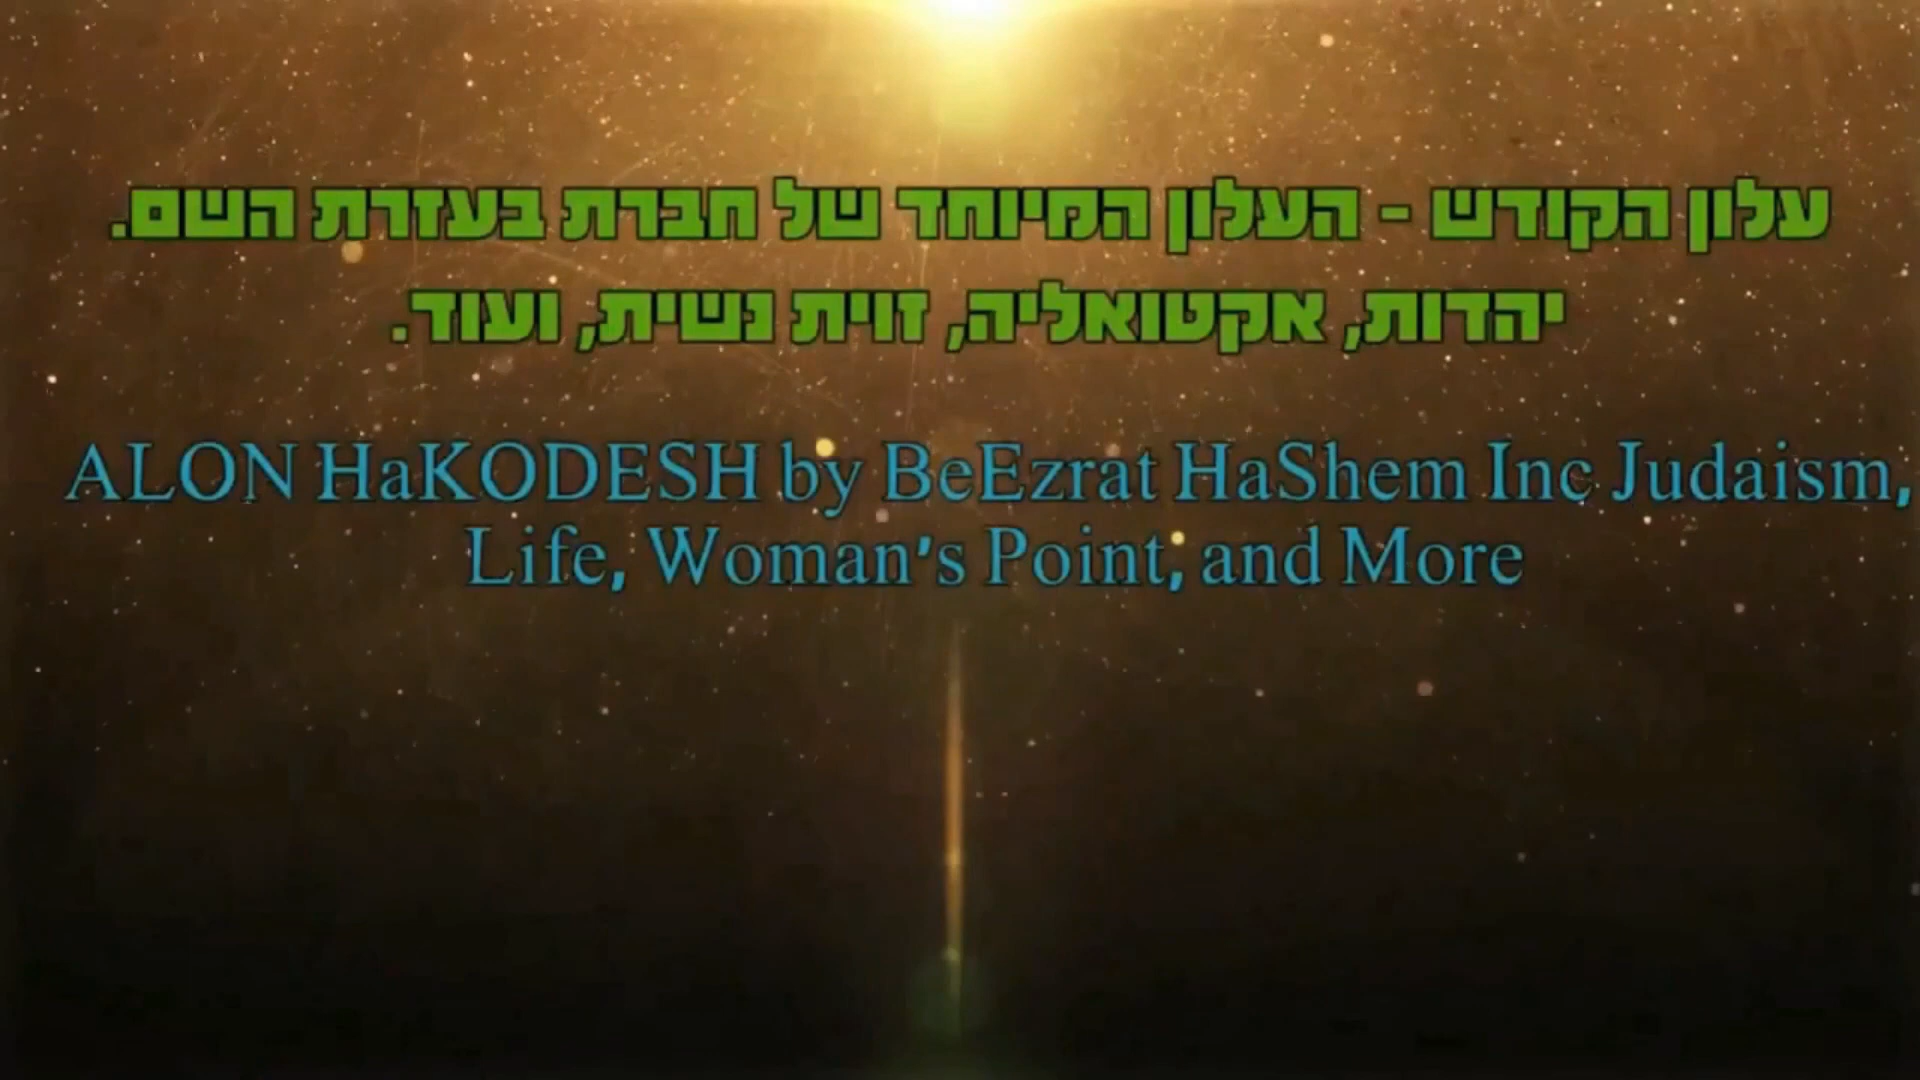 עלון הקודש - העלון המיוחד של חברת בעזרת השם.
יהדות, אקטואליה, זוית נשית, ועוד.
ALON HaKODESH by BeEzrat HaShem Inc Judaism,
Life, Woman's Point, and More